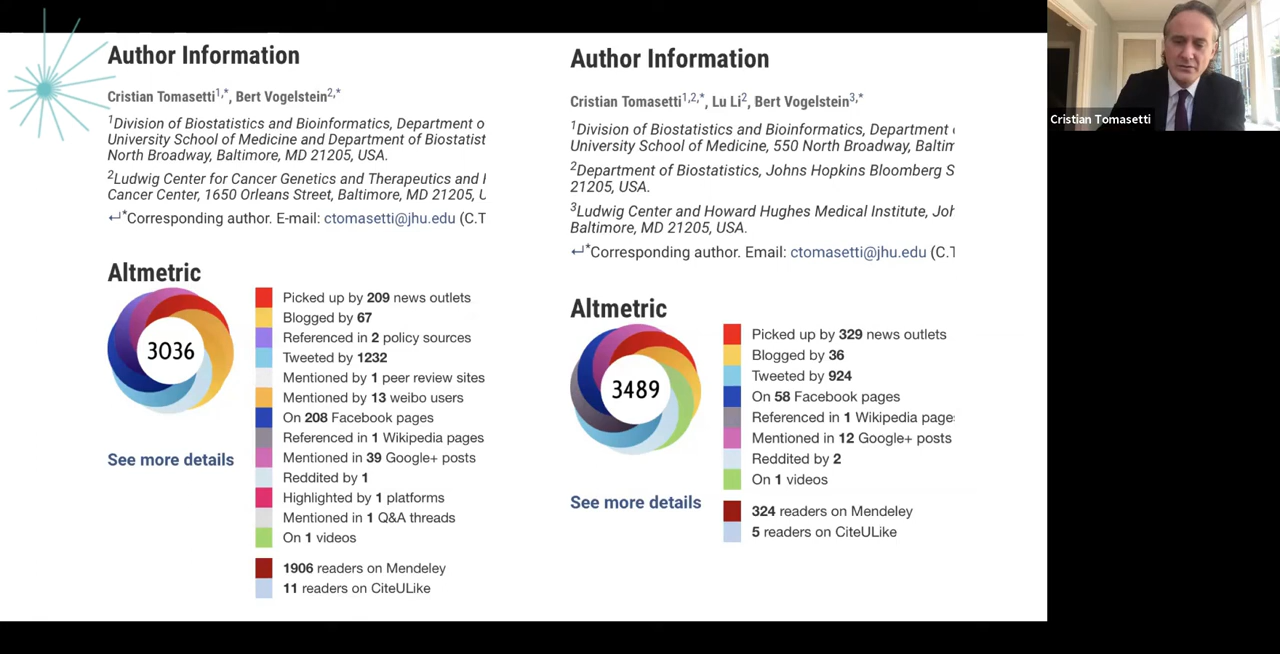 Author Information
Cristian Tomasetti1,*, Bert Vogelstein2,*
1Division of Biostatistics and Bioinformatics, Department o
University School of Medicine and Department of Biostatist
North Broadway, Baltimore, MD 21205, USA.
2Ludwig Center for Cancer Genetics and Therapeutics and H
Cancer Center, 1650 Orleans Street, Baltimore, MD 21205, U
↵*Corresponding author. E-mail: ctomasetti@jhu.edu (C.T
Altmetric
3036
See more details
Picked up by 209 news outlets
Blogged by 67
Referenced in 2 policy sources
Tweeted by 1232
Mentioned by 1 peer review sites
Mentioned by 13 weibo users
On 208 Facebook pages
Referenced in 1 Wikipedia pages
Mentioned in 39 Google+ posts
Reddited by 1
Highlighted by 1 platforms
Mentioned in 1 Q&A threads
On 1 videos
1906 readers on Mendeley
11 readers on CiteULike
Author Information
Cristian Tomasetti1,2,*, Lu Li2, Bert Vogelstein3,*
1Division of Biostatistics and Bioinformatics, Department
University School of Medicine, 550 North Broadway, Baltim
2Department of Biostatistics, Johns Hopkins Bloomberg S
21205, USA.
3Ludwig Center and Howard Hughes Medical Institute, Joh
Baltimore, MD 21205, USA.
↵*Corresponding author. Email: ctomasetti@jhu.edu (C.T
Altmetric
3489
See more details
Picked up by 329 news outlets
Blogged by 36
Tweeted by 924
On 58 Facebook pages
Referenced in 1 Wikipedia page
Mentioned in 12 Google+ posts
Reddited by 2
On 1 videos
324 readers on Mendeley
5 readers on CiteULike
Cristian Tomasetti